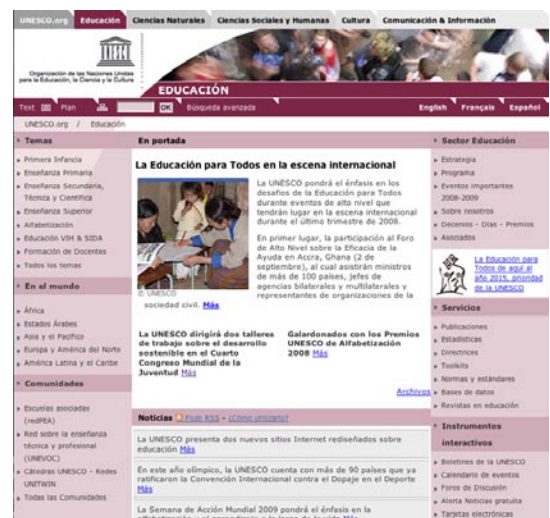 UNESCO.org Educación Ciencias Naturales Ciencias Sociales y Humanas Cultura Comunicación & Información
Organización de las Naciones Unidas
para la Educación, la Ciencia y la Cultura
EDUCACIÓN
Text Plan OK Búsqueda avanzada English Français Español
UNESCO.org / Educación
Temas
Primera Infancia
Enseñanza Primaria
Enseñanza Secundaria,
Técnica y Científica
Enseñanza Superior
Alfabetización
Educación VIH & SIDA
Formación de Docentes
Todos los temas
En el mundo
África
Estados Árabes
Asia y el Pacífico
Europa y América del Norte
América Latina y el Caribe
Comunidades
Escuelas asociadas
(redPEA)
Red sobre la enseñanza
técnica y profesional
(UNEVOC)
Cátedras UNESCO - Redes
UNITWIN
Todas las Comunidades
En portada
La Educación para Todos en la escena internacional
La UNESCO pondrá el énfasis en los
desafíos de la Educación para Todos
durante eventos de alto nivel que
tendrán lugar en la escena internacional
durante el último trimestre de 2008.
En primer lugar, la participación al Foro
de Alto Nivel sobre la Eficacia de la
Ayuda en Accra, Ghana (2 de
septiembre), al cual asistirán ministros
de más de 100 países, jefes de
agencias bilaterales y multilaterales y
representantes de organizaciones de la
© UNESCO
sociedad civil. Más
La UNESCO dirigirá dos talleres
de trabajo sobre el desarrollo
sostenible en el Cuarto
Congreso Mundial de la
Juventud Más
Galardonados con los Premios
UNESCO de Alfabetización
2008 Más
Archivos
Noticias Flujo RSS - ¿Cómo utilizarlo?
La UNESCO presenta dos nuevos sitios Internet rediseñados sobre
educación Más
En este año olímpico, la UNESCO cuenta con más de 90 países que ya
ratificaron la Convención Internacional contra el Dopaje en el Deporte
Más
La Semana de Acción Mundial 2009 pondrá el énfasis en la
alfabetización y el aprendizaje a lo largo de la vida Más
Sector Educación
Estrategia
Programa
Eventos importantes
2008-2009
Sobre nosotros
Decenios - Días - Premios
Asociados
La Educación para
Todos de aquí al
año 2015, prioridad
de la UNESCO
Servicios
Publicaciones
Estadísticas
Directrices
Toolkits
Normas y estándares
Bases de datos
Revistas en educación
Instrumentos
interactivos
Boletines de la UNESCO
Calendario de eventos
Foros de Discusión
Alerta Noticias gratuita
Tarjetas electrónicas